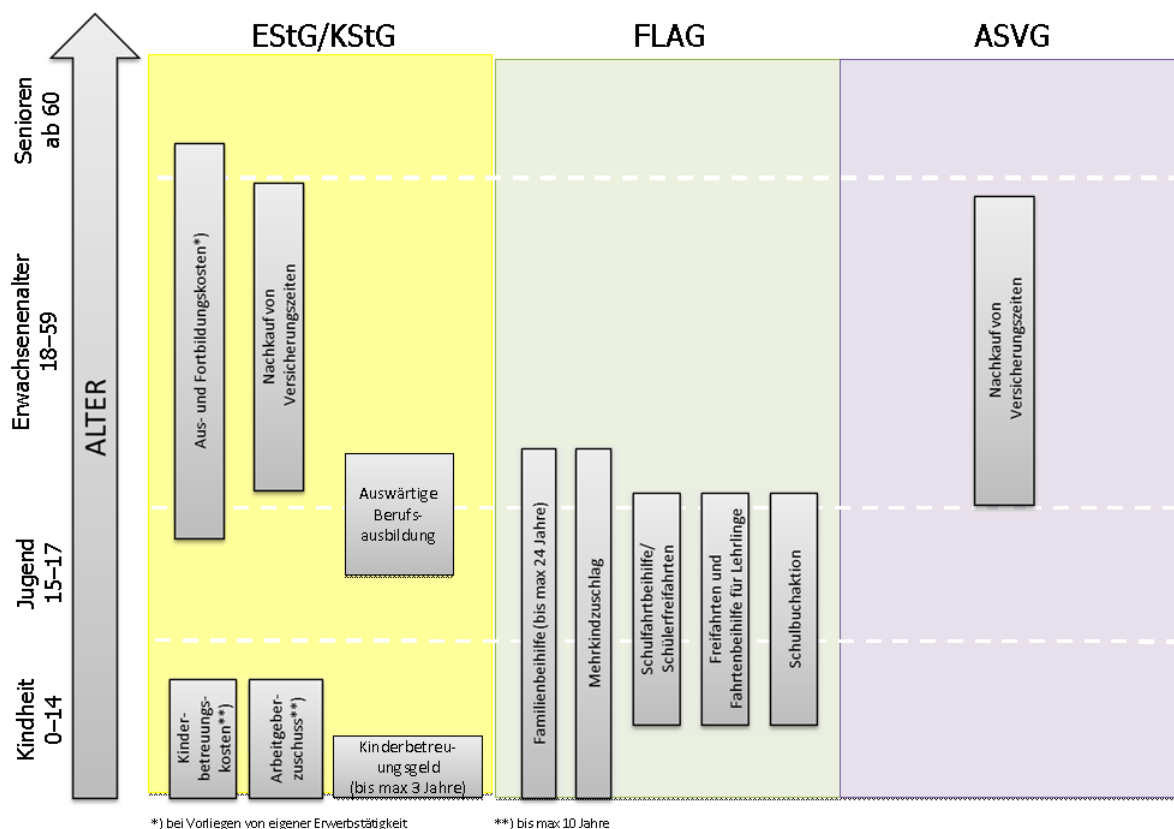 EStG/KStG
FLAG
ASVG
Senioren
ab 60
Erwachsenenalter
18–59
Jugend
15–17
Kindheit
0–14
ALTER
Aus- und Fortbildungskosten*)
Nachkauf von
Versicherungszeiten
Auswärtige
Berufs-
ausbildung
Kinder-
betreuungs-
kosten**)
Arbeitgeber-
zuschuss**)
Kinderbetreu-
ungsgeld
(bis max 3 Jahre)
Familienbeihilfe (bis max 24 Jahre)
Mehrkindzuschlag
Schulfahrtbeihilfe/
Schülerfreifahrten
Freifahrten und
Fahrtenbeihilfe für Lehrlinge
Schulbuchaktion
Nachkauf von
Versicherungszeiten
*) bei Vorliegen von eigener Erwerbstätigkeit
**) bis max 10 Jahre